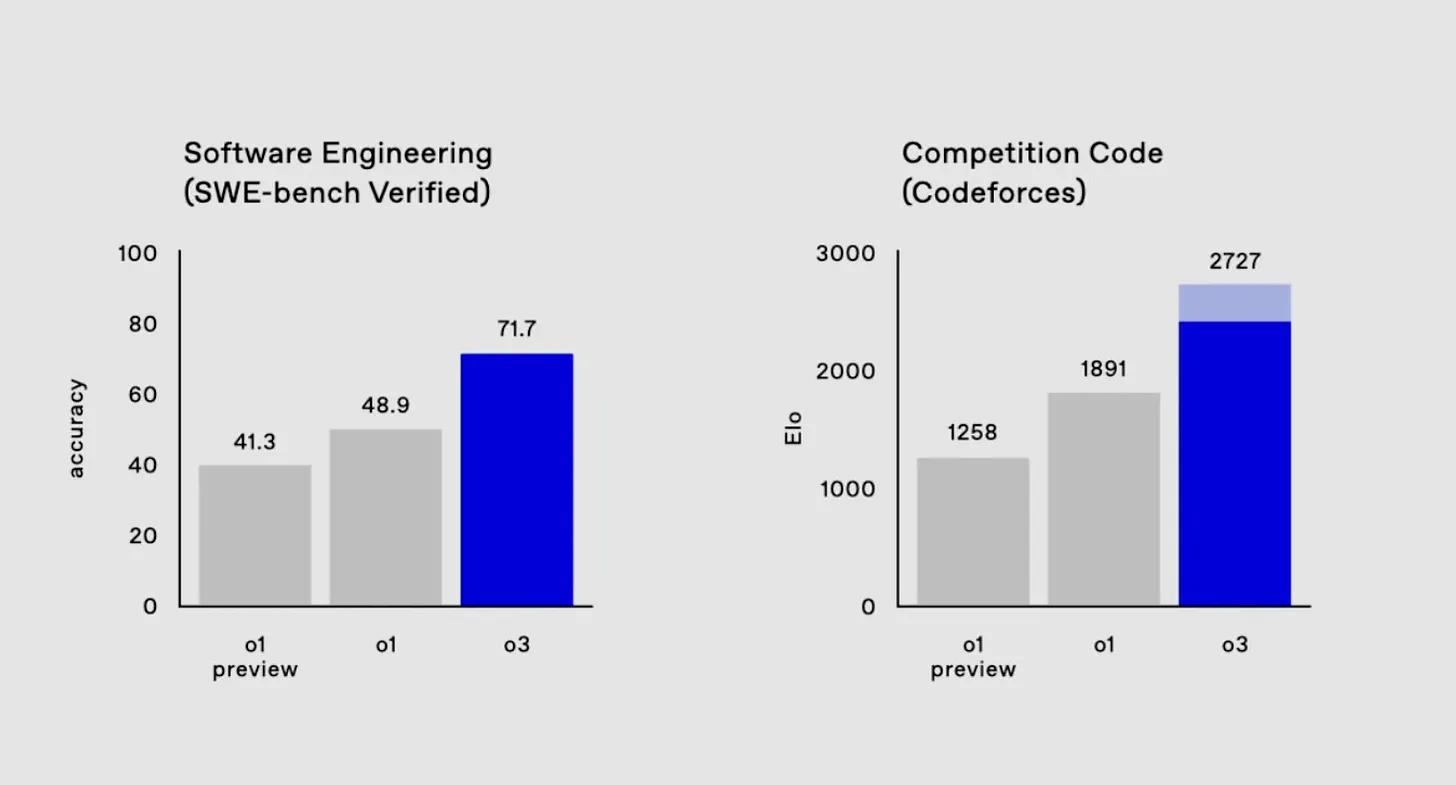 Software Engineering
(SWE-bench Verified)
accuracy
100
80
60
40
20
0
41.3
48.9
71.7
o1
preview
o1
o3
Competition Code
(Codeforces)
Elo
3000
2000
1000
0
1258
1891
2727
o1
preview
o1
o3